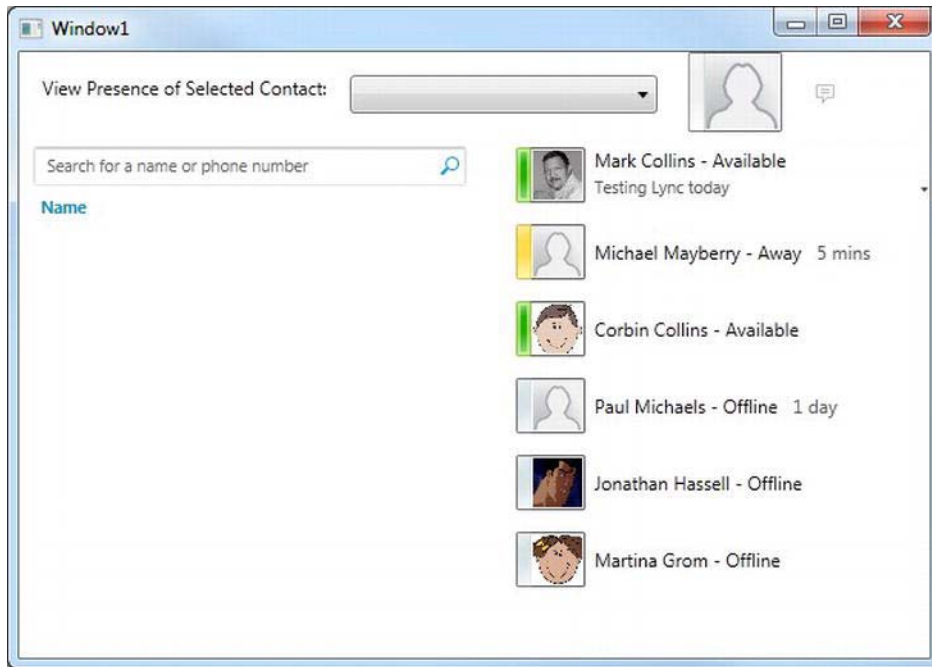 Window1
View Presence of Selected Contact:
Search for a name or phone number
Name
Mark Collins - Available
Testing Lync today
Michael Mayberry - Away 5 mins
Corbin Collins - Available
Paul Michaels - Offline 1 day
Jonathan Hassell - Offline
Martina Grom - Offline